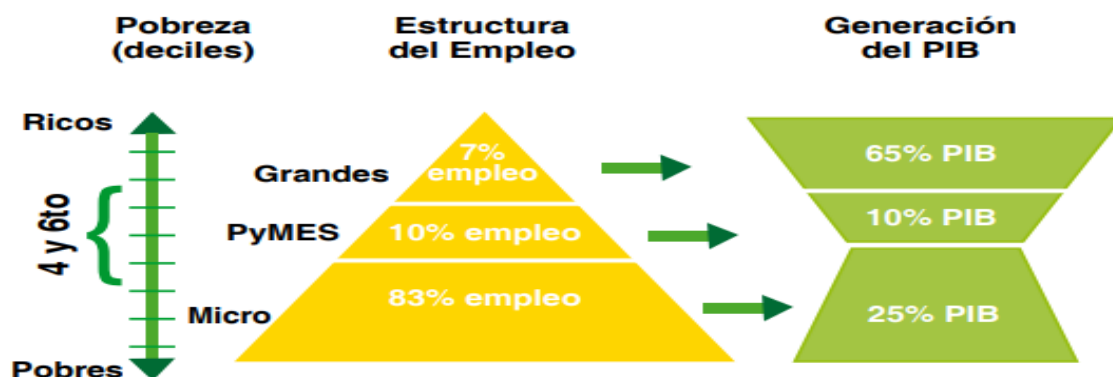 Pobreza
(deciles)
Estructura
del Empleo
Generación
del PIB
Ricos
4 y 6to
Pobres
Grandes
7%
empleo
65% PIB
PyMES
10% empleo
10% PIB
Micro
83% empleo
25% PIB